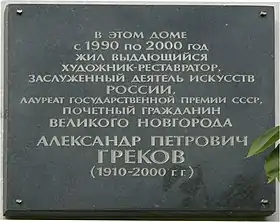 В ЭТОМ ДОМЕ
С 1990 ПО 2000 ГОД
ЖИЛ ВЫДАЮЩИЙСЯ
ХУДОЖНИК-РЕСТАВРАТОР,
ЗАСЛУЖЕННЫЙ ДЕЯТЕЛЬ ИСКУССТВ
РОССИИ,
ЛАУРЕАТ ГОСУДАРСТВЕННОЙ ПРЕМИИ СССР,
ПОЧЕТНЫЙ ГРАЖДАНИН
ВЕЛИКОГО НОВГОРОДА
АЛЕКСАНДР ПЕТРОВИЧ
ГРЕКОВ
(1910-2000 г.г.)